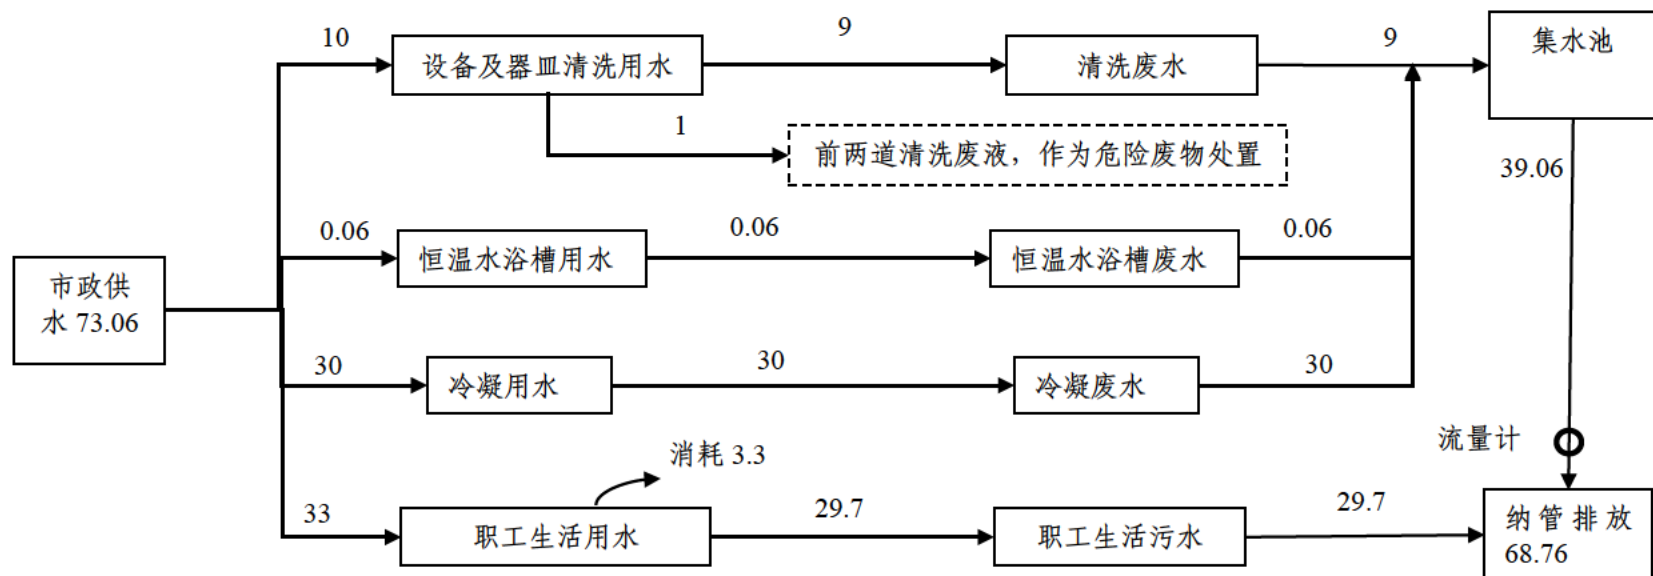 10
设备及器皿清洗用水
9
清洗废水
9
集水池
1
前两道清洗废液，作为危险废物处置
39.06
0.06
恒温水浴槽用水
0.06
恒温水浴槽废水
0.06
市政供
水 73.06
30
冷凝用水
30
冷凝废水
30
流量计
消耗 3.3
33
职工生活用水
29.7
职工生活污水
29.7
纳管排放
68.76